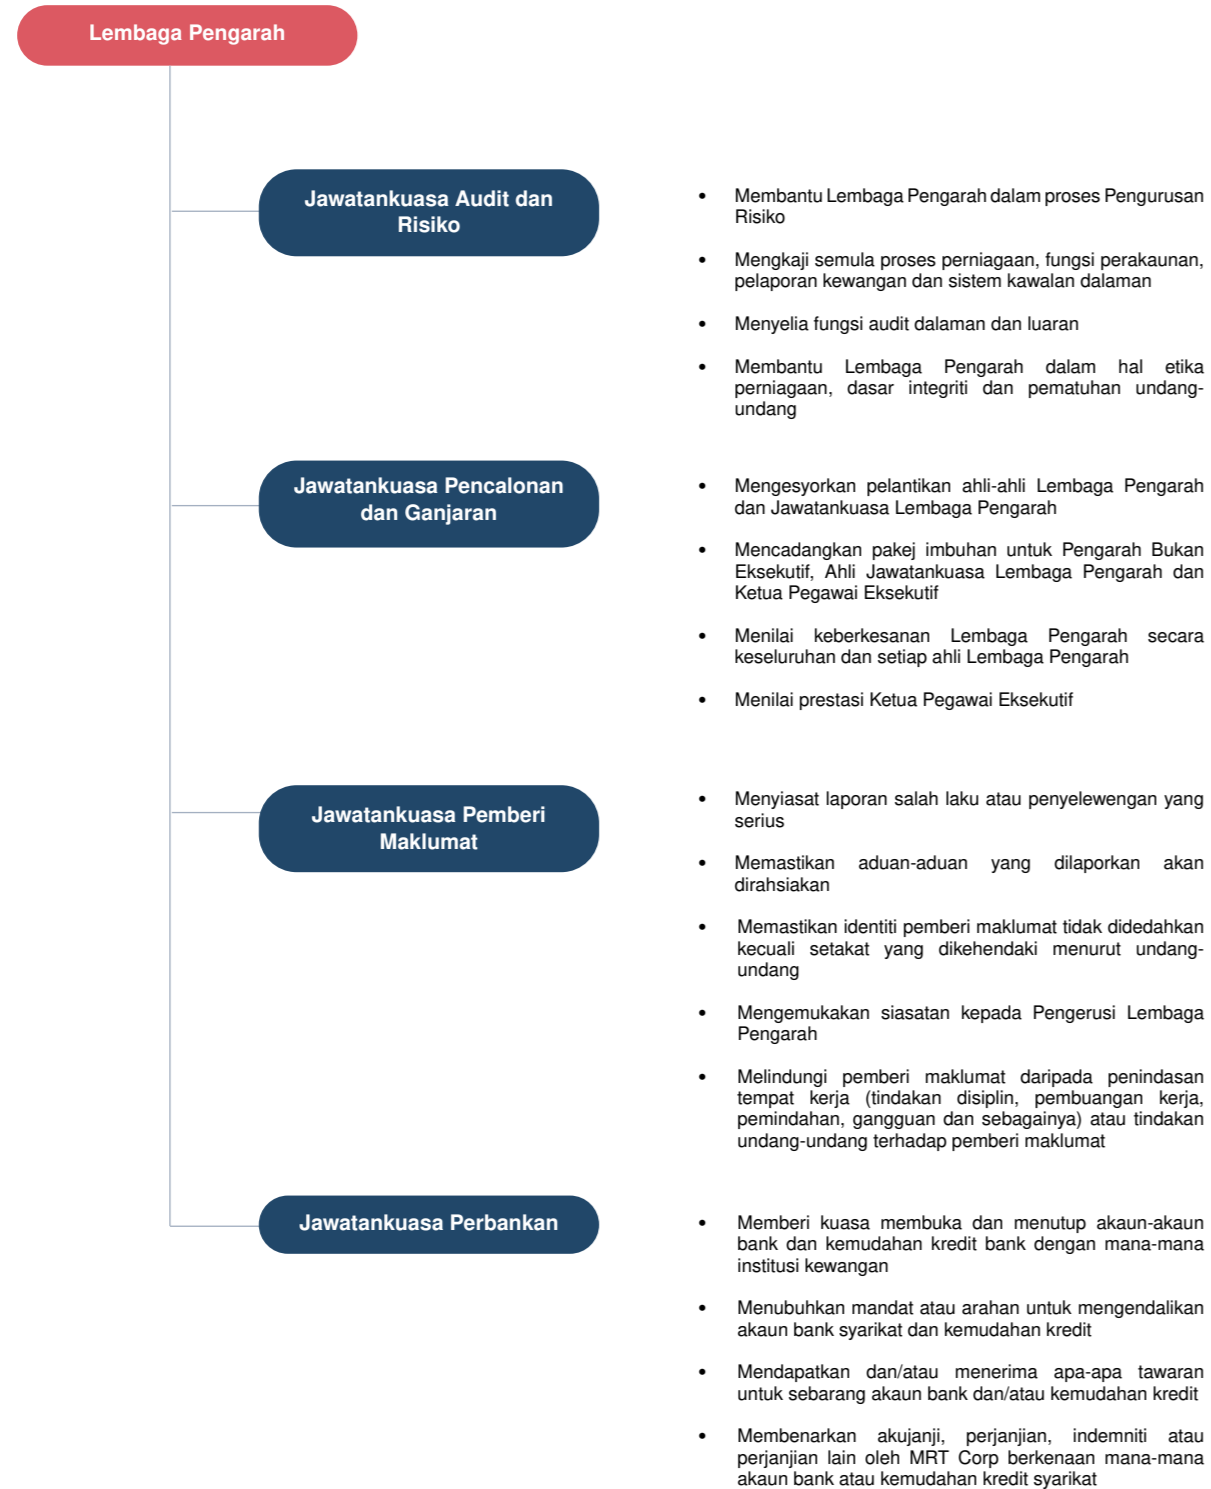 Lembaga Pengarah
Jawatankuasa Audit dan
Risiko
• Membantu Lembaga Pengarah dalam proses Pengurusan
Risiko
• Mengkaji semula proses perniagaan, fungsi perakaunan,
pelaporan kewangan dan sistem kawalan dalaman
• Menyelia fungsi audit dalaman dan luaran
• Membantu Lembaga Pengarah dalam hal etika
perniagaan, dasar integriti dan pematuhan undang-
undang
Jawatankuasa Pencalonan
dan Ganjaran
• Mengesyorkan pelantikan ahli-ahli Lembaga Pengarah
dan Jawatankuasa Lembaga Pengarah
• Mencadangkan pakej imbuhan untuk Pengarah Bukan
Eksekutif, Ahli Jawatankuasa Lembaga Pengarah dan
Ketua Pegawai Eksekutif
• Menilai keberkesanan Lembaga Pengarah secara
keseluruhan dan setiap ahli Lembaga Pengarah
• Menilai prestasi Ketua Pegawai Eksekutif
Jawatankuasa Pemberi
Maklumat
• Menyiasat laporan salah laku atau penyelewengan yang
serius
• Memastikan aduan-aduan yang dilaporkan akan
dirahsiakan
• Memastikan identiti pemberi maklumat tidak didedahkan
kecuali setakat yang dikehendaki menurut undang-
undang
• Mengemukakan siasatan kepada Pengerusi Lembaga
Pengarah
• Melindungi pemberi maklumat daripada penindasan
tempat kerja (tindakan disiplin, pembuangan kerja,
pemindahan, gangguan dan sebagainya) atau tindakan
undang-undang terhadap pemberi maklumat
Jawatankuasa Perbankan
• Memberi kuasa membuka dan menutup akaun-akaun
bank dan kemudahan kredit bank dengan mana-mana
institusi kewangan
• Menubuhkan mandat atau arahan untuk mengendalikan
akaun bank syarikat dan kemudahan kredit
• Mendapatkan dan/atau menerima apa-apa tawaran
untuk sebarang akaun bank dan/atau kemudahan kredit
• Membenarkan akujanji, perjanjian, indemniti atau
perjanjian lain oleh MRT Corp berkenaan mana-mana
akaun bank atau kemudahan kredit syarikat